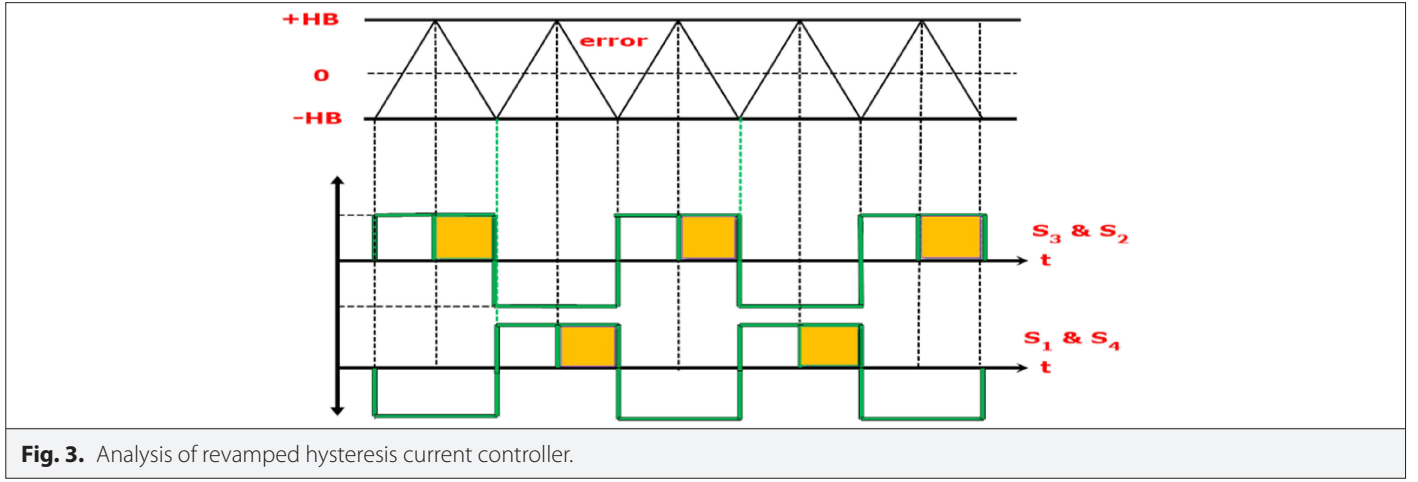 +HB
error
0
-HB
S3 & S2
t
S1 & S4
t
Fig. 3. Analysis of revamped hysteresis current controller.